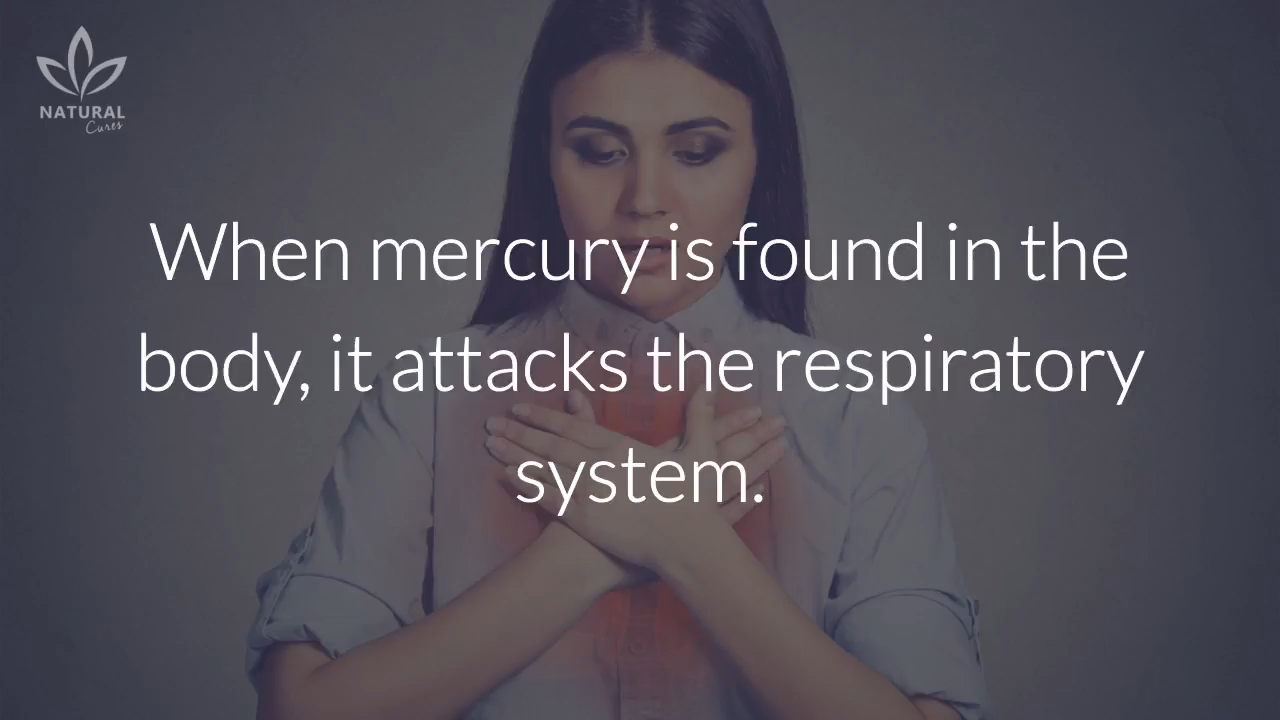 NATURAL
Cures
When mercury is found in the
body, it attacks the respiratory
system.